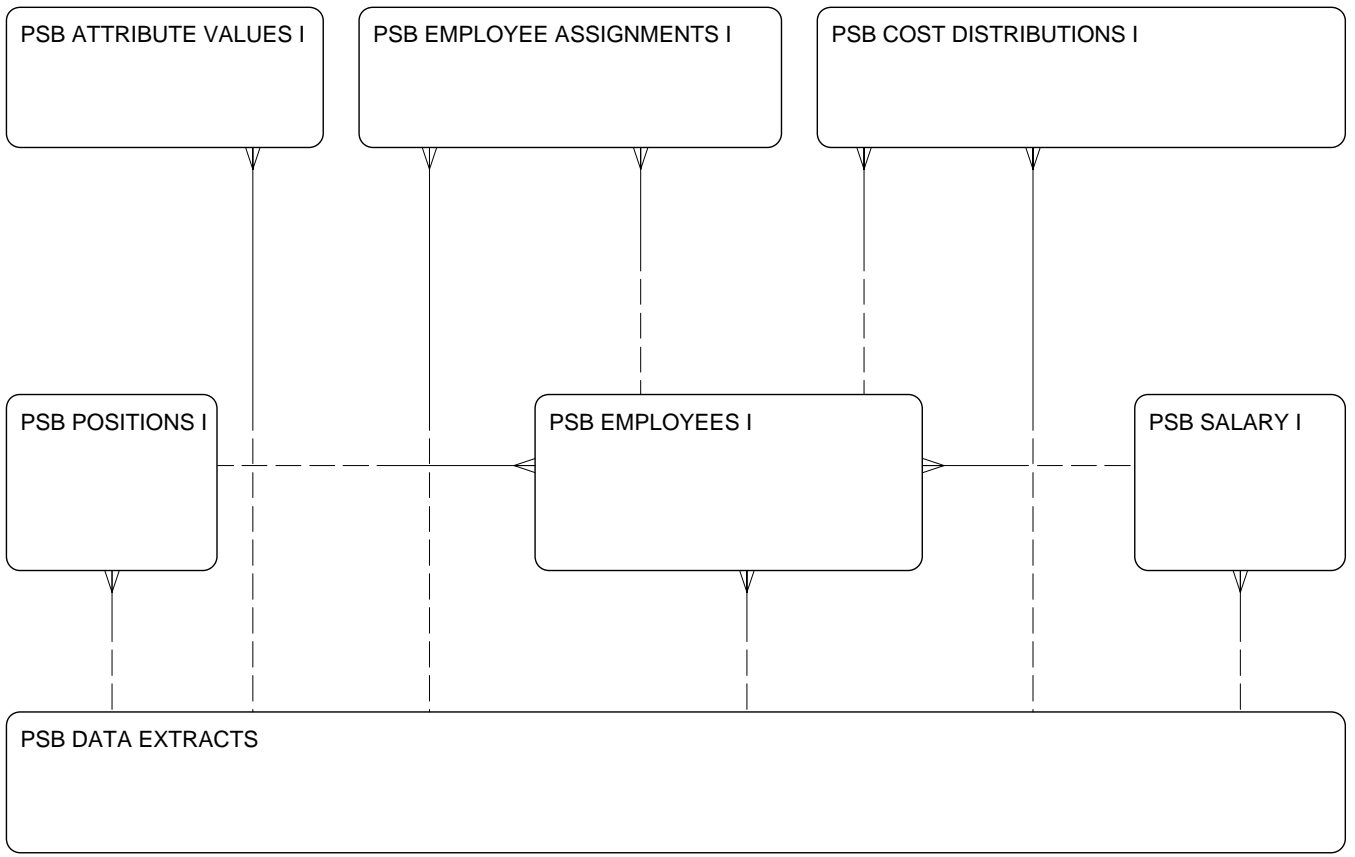 PSB ATTRIBUTE VALUES I
PSB EMPLOYEE ASSIGNMENTS I
PSB COST DISTRIBUTIONS I
PSB POSITIONS I
PSB EMPLOYEES I
PSB SALARY I
PSB DATA EXTRACTS